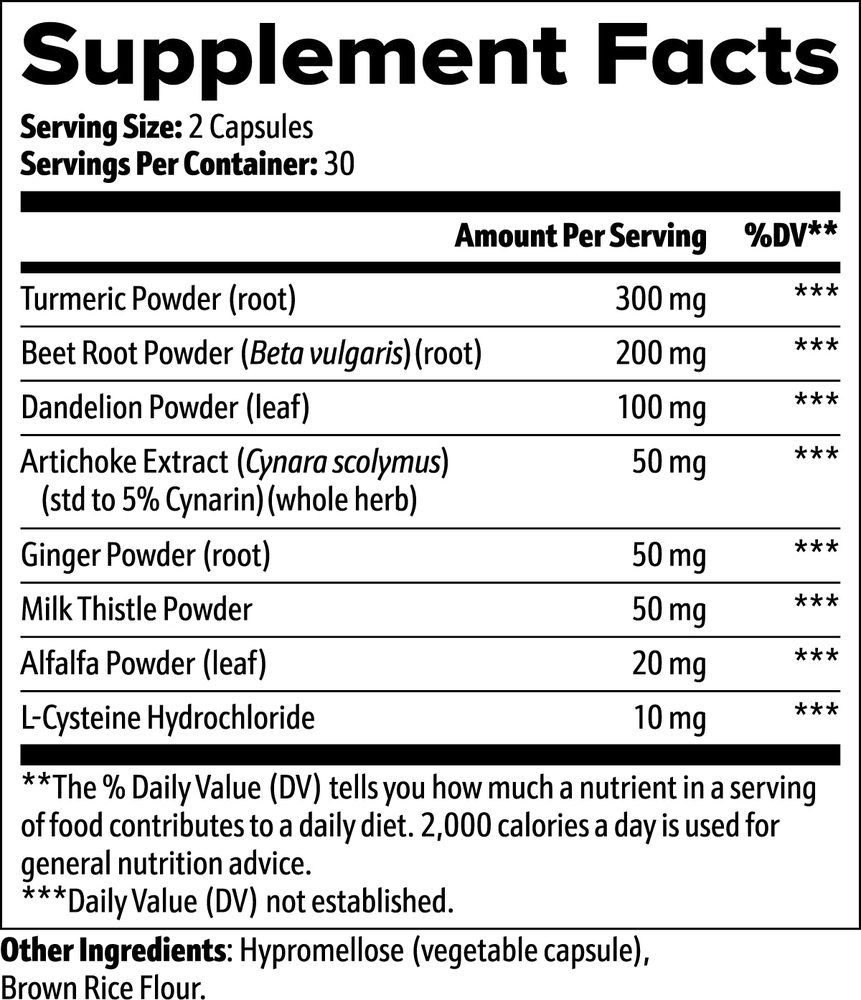 Supplement Facts
Serving Size: 2 Capsules
Servings Per Container: 30
Amount Per Serving %DV**
Turmeric Powder (root) 300 mg ***
Beet Root Powder (Beta vulgaris)(root) 200 mg ***
Dandelion Powder (leaf) 100 mg ***
Artichoke Extract (Cynara scolymus) 50 mg ***
(std to 5% Cynarin)(whole herb)
Ginger Powder (root) 50 mg ***
Milk Thistle Powder 50 mg ***
Alfalfa Powder (leaf) 20 mg ***
L-Cysteine Hydrochloride 10 mg ***
**The % Daily Value (DV) tells you how much a nutrient in a serving
of food contributes to a daily diet. 2,000 calories a day is used for
general nutrition advice.
***Daily Value (DV) not established.
Other Ingredients: Hypromellose (vegetable capsule),
Brown Rice Flour.